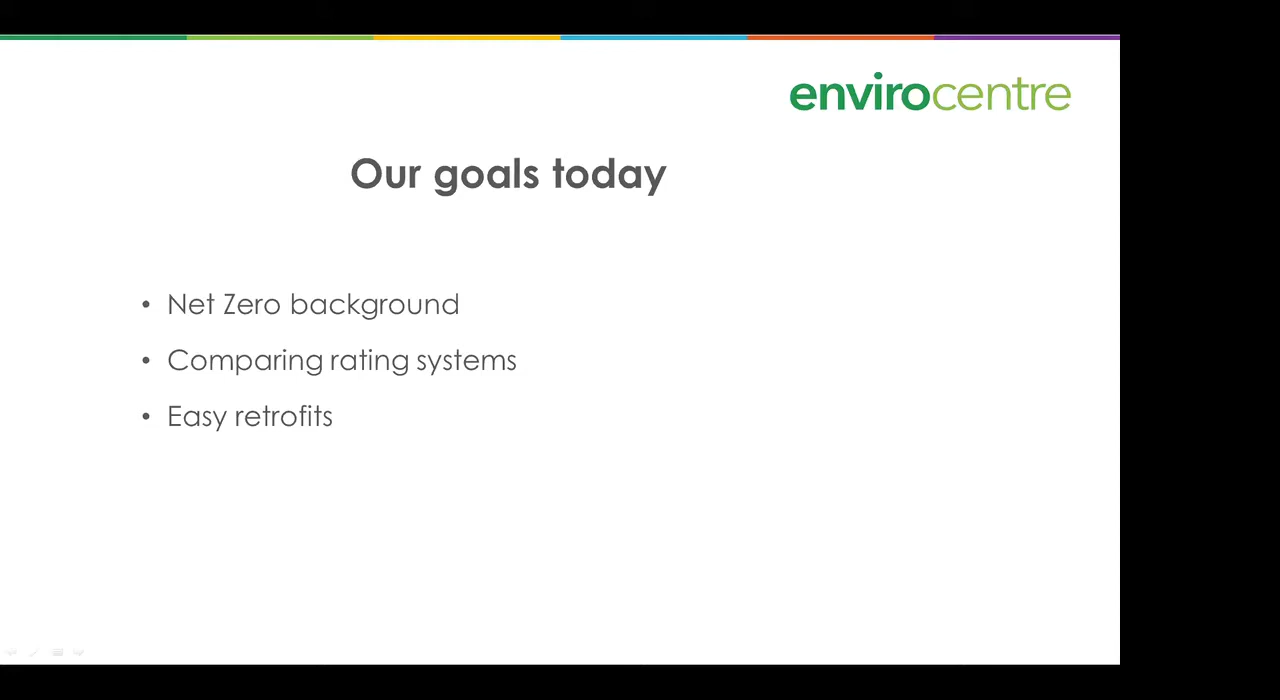 envirocentre
Our goals today
• Net Zero background
• Comparing rating systems
• Easy retrofits